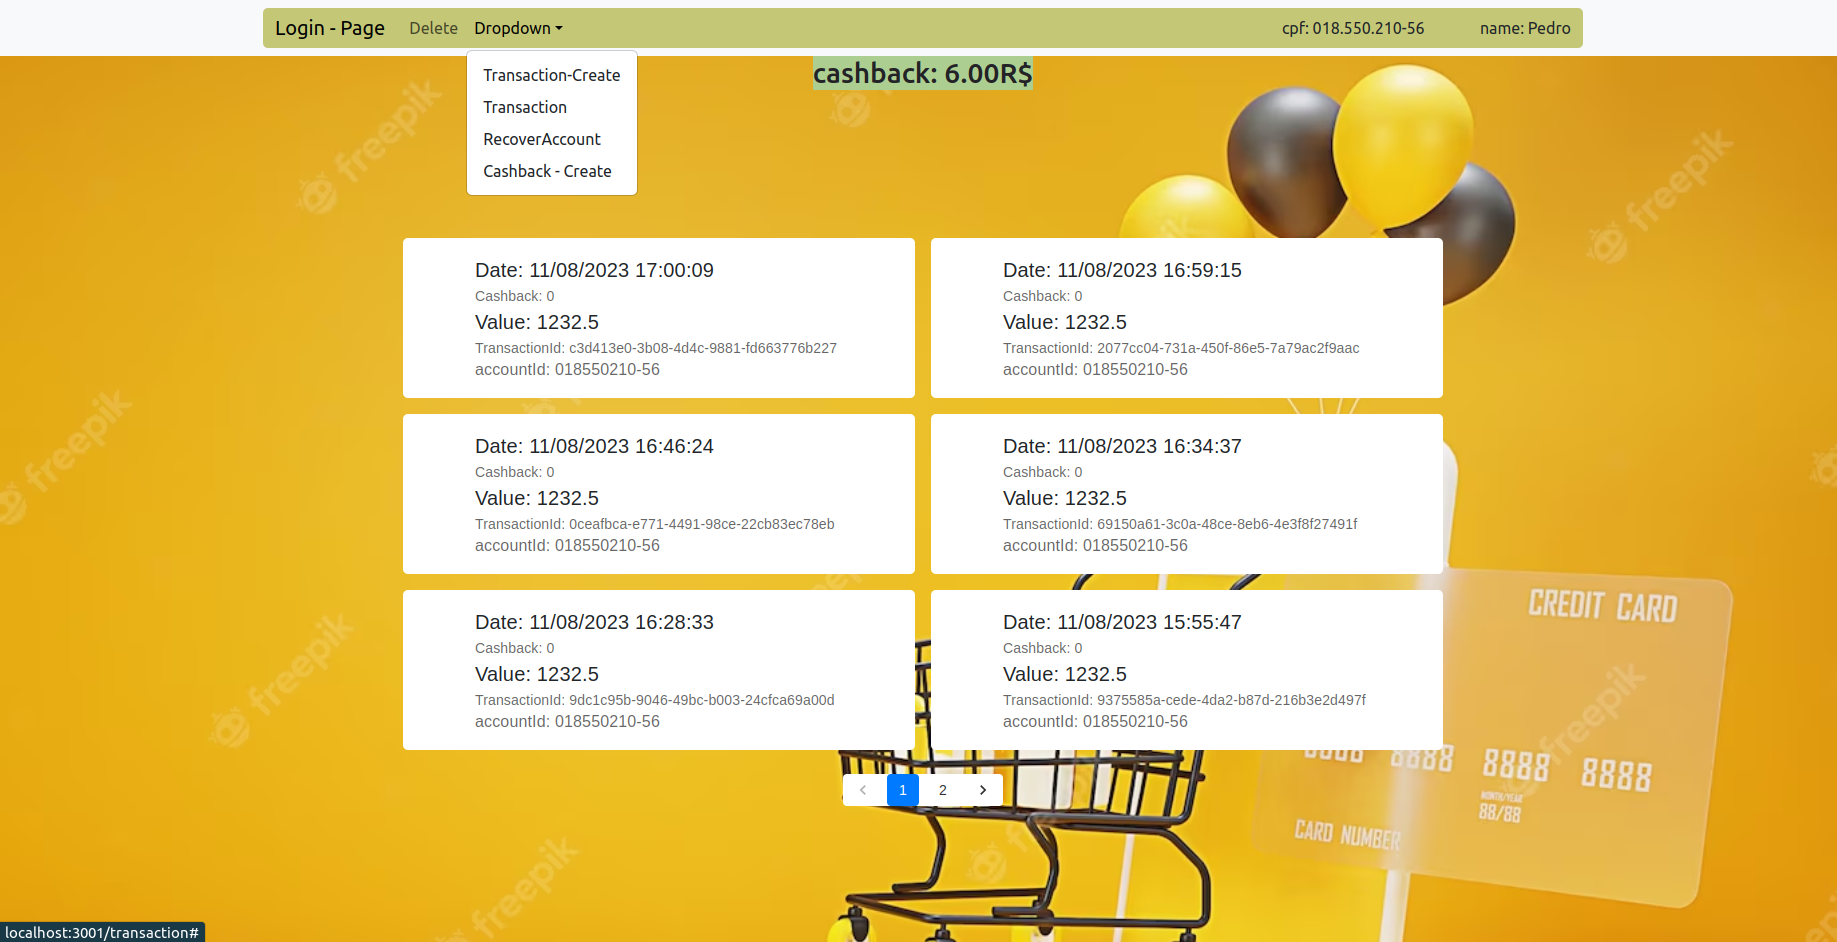 Login - Page Delete Dropdown cpf: 018.550.210-56 name: Pedro
cashback: 6.00R$
Transaction-Create
Transaction
RecoverAccount
Cashback - Create
Date: 11/08/2023 17:00:09
Cashback: 0
Value: 1232.5
TransactionId: c3d413e0-3b08-4d4c-9881-fd663776b227
accountId: 018550210-56
Date: 11/08/2023 16:59:15
Cashback: 0
Value: 1232.5
TransactionId: 2077cc04-731a-450f-86e5-7a79ac2f9aac
accountId: 018550210-56
Date: 11/08/2023 16:46:24
Cashback: 0
Value: 1232.5
TransactionId: 0ceafbca-e771-4491-98ce-22cb83ec78eb
accountId: 018550210-56
Date: 11/08/2023 16:34:37
Cashback: 0
Value: 1232.5
TransactionId: 69150a61-3c0a-48ce-8eb6-4e3f8f27491f
accountId: 018550210-56
Date: 11/08/2023 16:28:33
Cashback: 0
Value: 1232.5
TransactionId: 9dc1c95b-9046-49bc-b003-24cfca69a00d
accountId: 018550210-56
Date: 11/08/2023 15:55:47
Cashback: 0
Value: 1232.5
TransactionId: 9375585a-cede-4da2-b87d-216b3e2d497f
accountId: 018550210-56
1 2
CREDIT CARD
8888 8888 8888 8888
MONTH/YEAR
88/88
CARD NUMBER
freepik
freepik
freepik
freepik
freepik
freepik
localhost:3001/transaction#